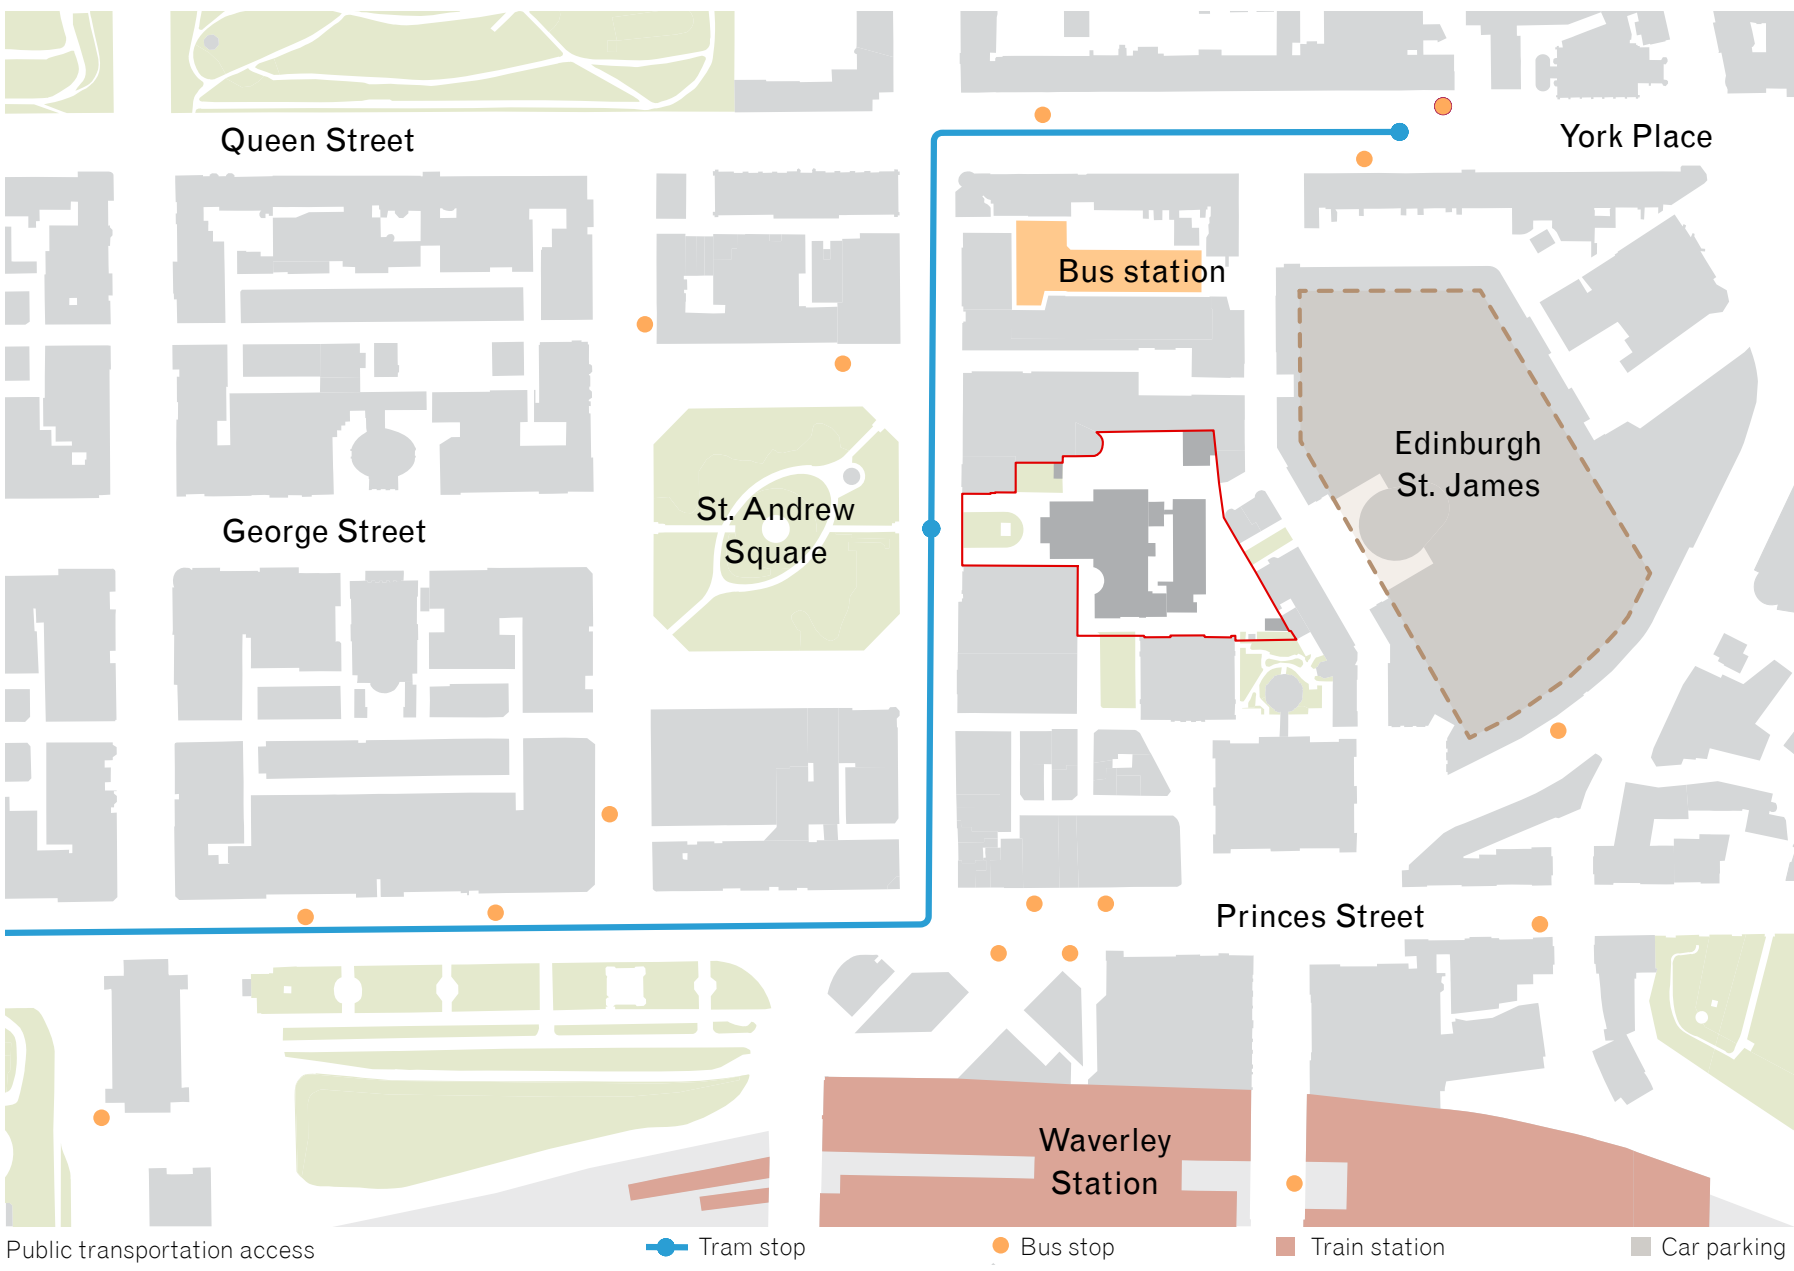 Queen Street
York Place
Bus station
Edinburgh
St. James
St. Andrew
Square
George Street
Princes Street
Waverley
Station
Public transportation access
Tram stop
Bus stop
Train station
Car parking